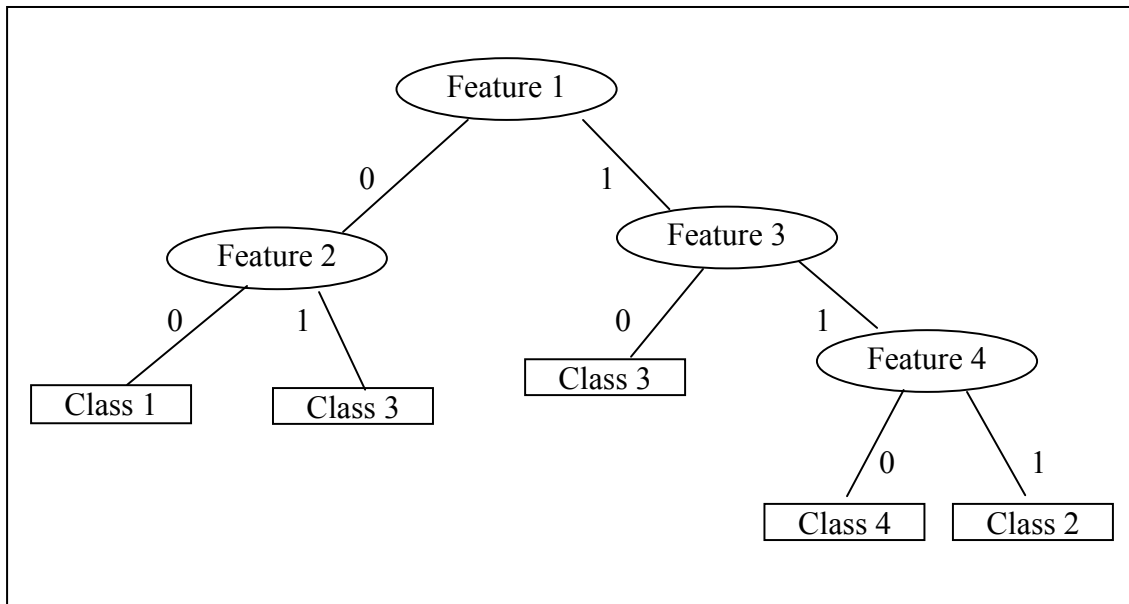 Feature 1
0
1
Feature 2
Feature 3
0
1
0
1
Class 1
Class 3
Class 3
Feature 4
0
1
Class 4
Class 2